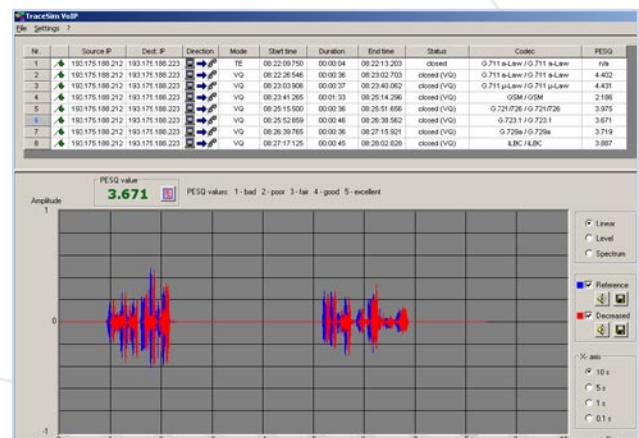 TraceSim VoIP
File Settings ?
Nr. Source IP Dest. IP Direction Mode Start time Duration End time Status Codec PESQ
1 193.175.188.212 193.175.188.223 TE 08:22:09.750 00:00:04 08:22:13.203 closed G.711 a-Law / G.711 a-Law n/a
2 193.175.188.212 193.175.188.223 VQ 08:22:26.546 00:00:36 08:23:02.703 closed (VQ) G.711 a-Law / G.711 a-Law 4.402
3 193.175.188.212 193.175.188.223 VQ 08:23:03.906 00:00:37 08:23:40.062 closed (VQ) G.711 µ-Law / G.711 µ-Law 4.431
4 193.175.188.212 193.175.188.223 VQ 08:23:41.265 00:01:33 08:25:14.296 closed (VQ) GSM / GSM 2.186
5 193.175.188.212 193.175.188.223 VQ 08:25:15.500 00:00:36 08:25:51.656 closed (VQ) G.721/726 / G.721/726 3.975
6 193.175.188.212 193.175.188.223 VQ 08:25:52.859 00:00:46 08:26:38.562 closed (VQ) G.723.1 / G.723.1 3.671
7 193.175.188.212 193.175.188.223 VQ 08:26:39.765 00:00:36 08:27:15.921 closed (VQ) G.729a / G.729a 3.719
8 193.175.188.212 193.175.188.223 VQ 08:27:17.125 00:00:45 08:28:02.828 closed (VQ) iLBC / iLBC 3.887
PESQ value
3.671
PESQ values: 1 - bad 2 - poor 3 - fair 4 - good 5 - excellent
Amplitude
1
0
-1
Linear
Level
Spectrum
Reference
Decreased
X- axis
10 s
5 s
1 s
0.1 s